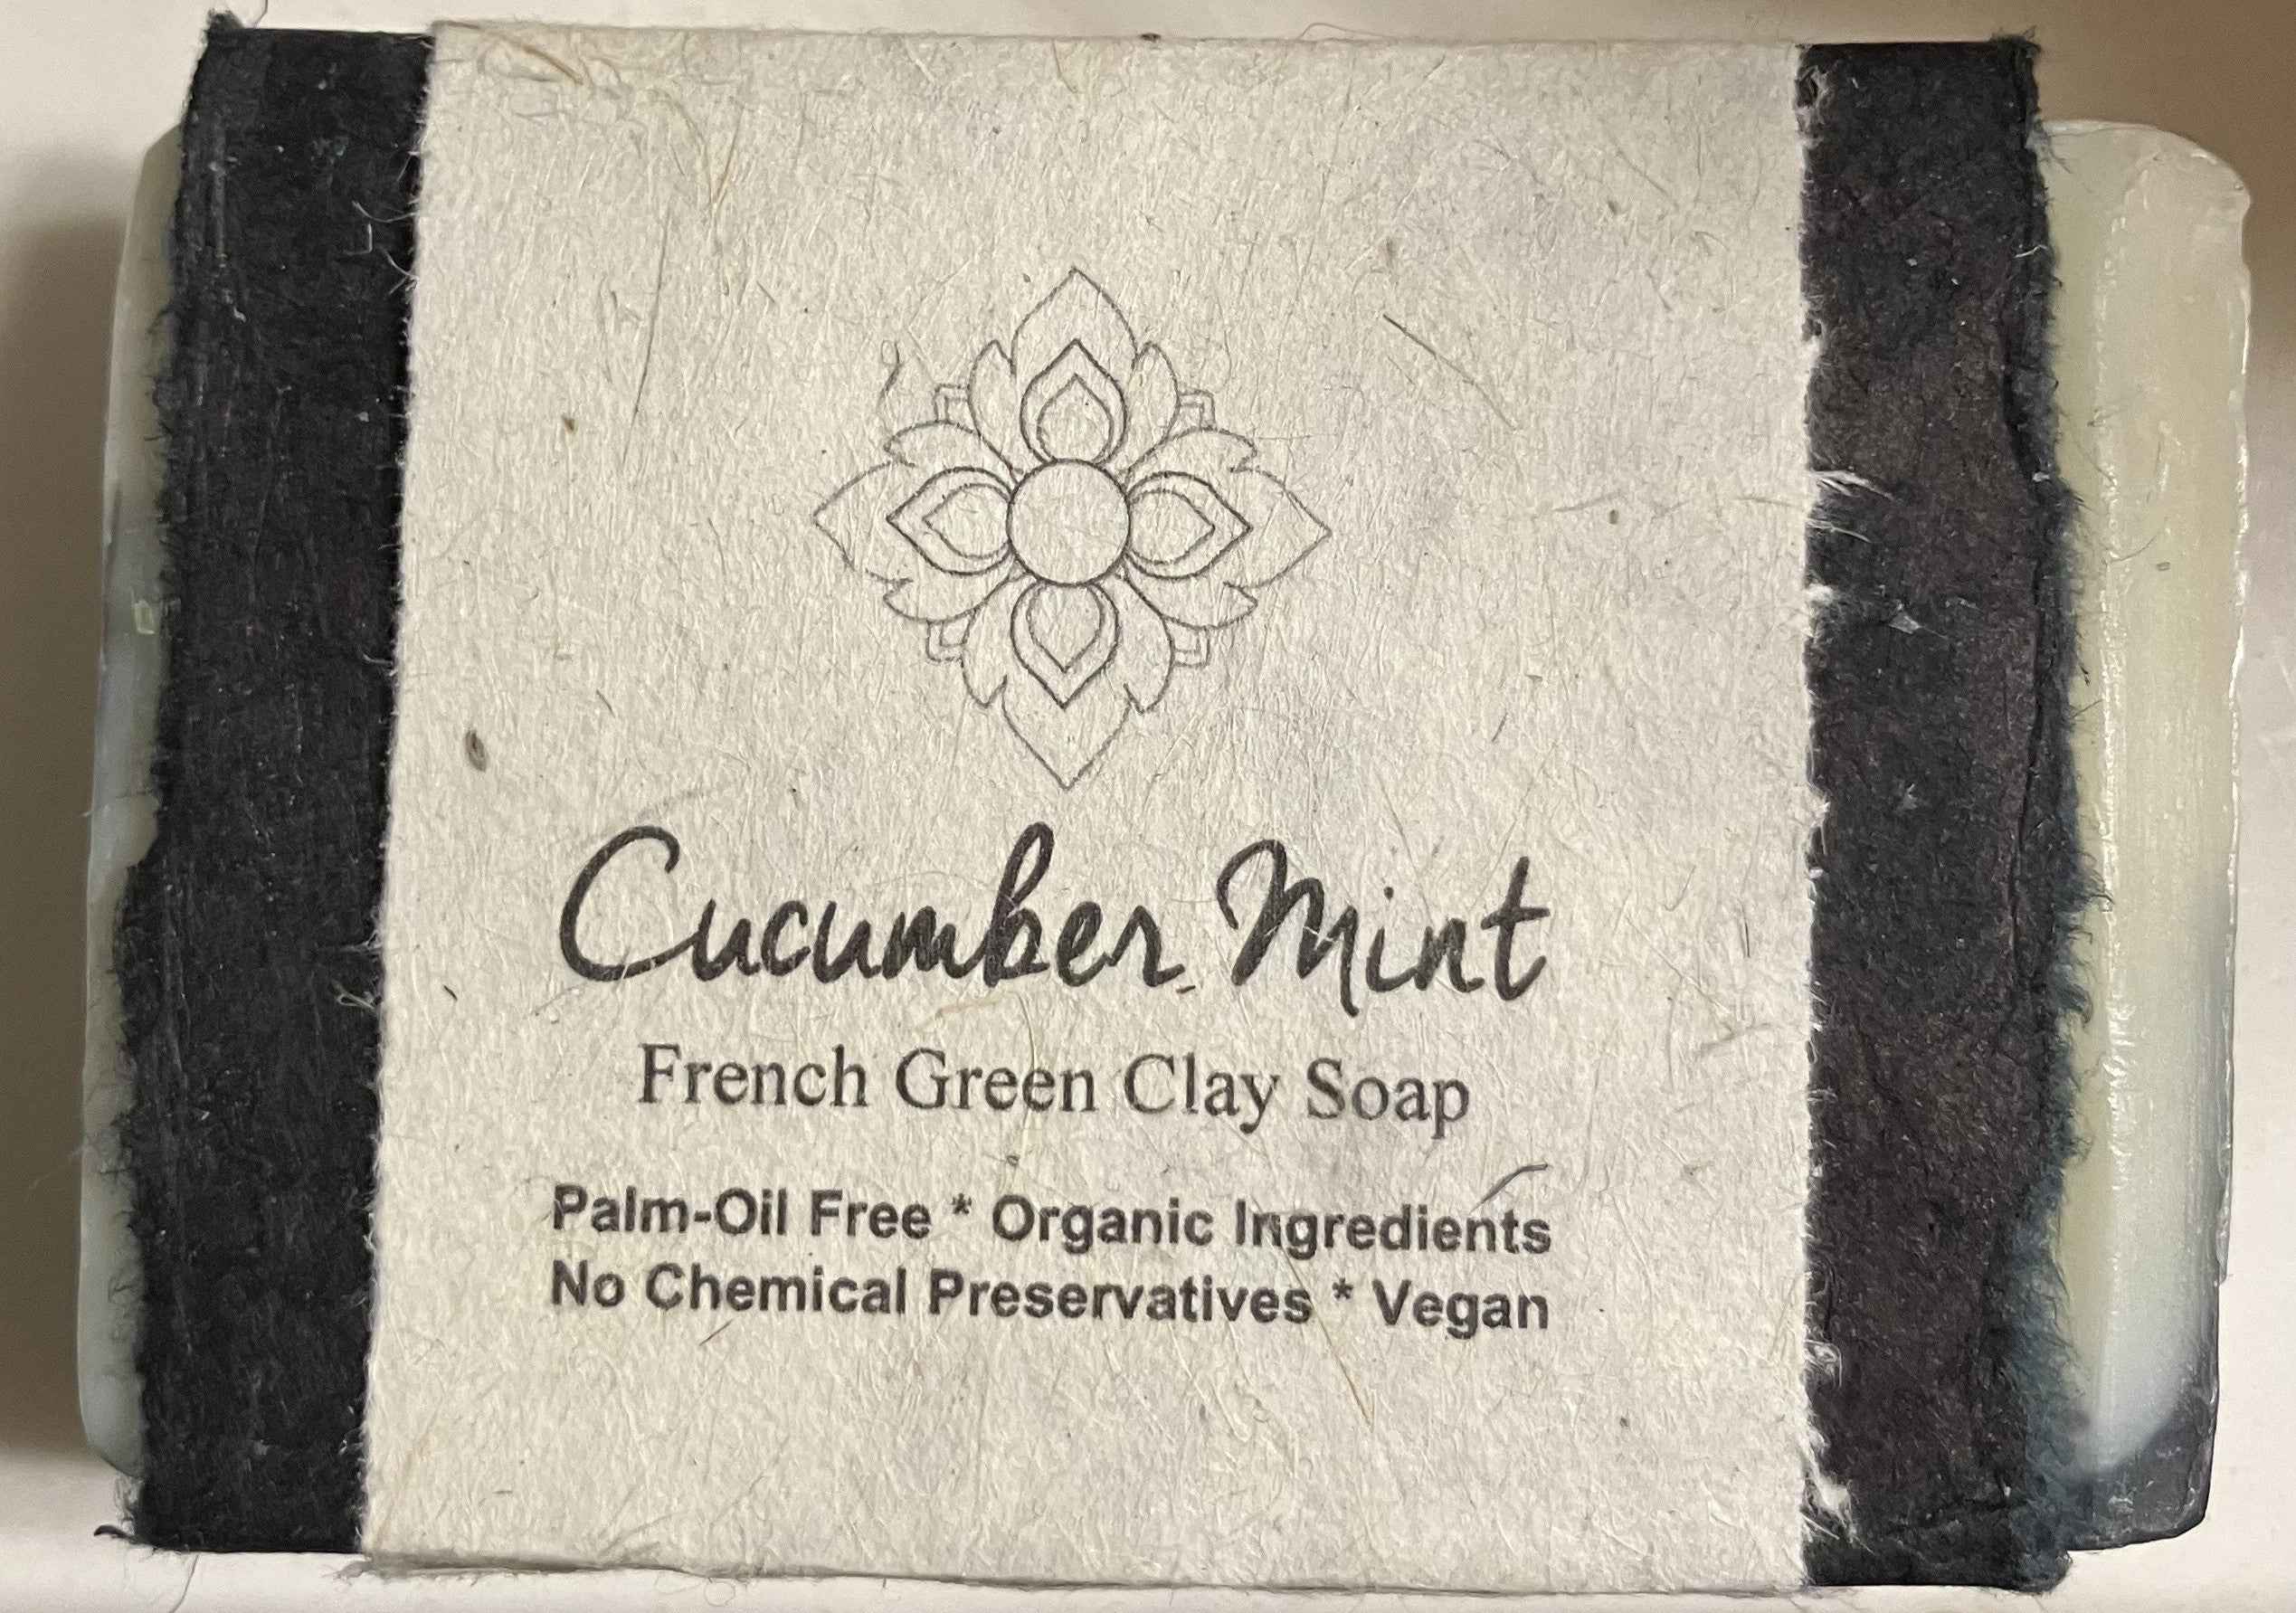 Cucumber Mint
French Green Clay Soap
Palm-Oil Free * Organic Ingredients
No Chemical Preservatives * Vegan